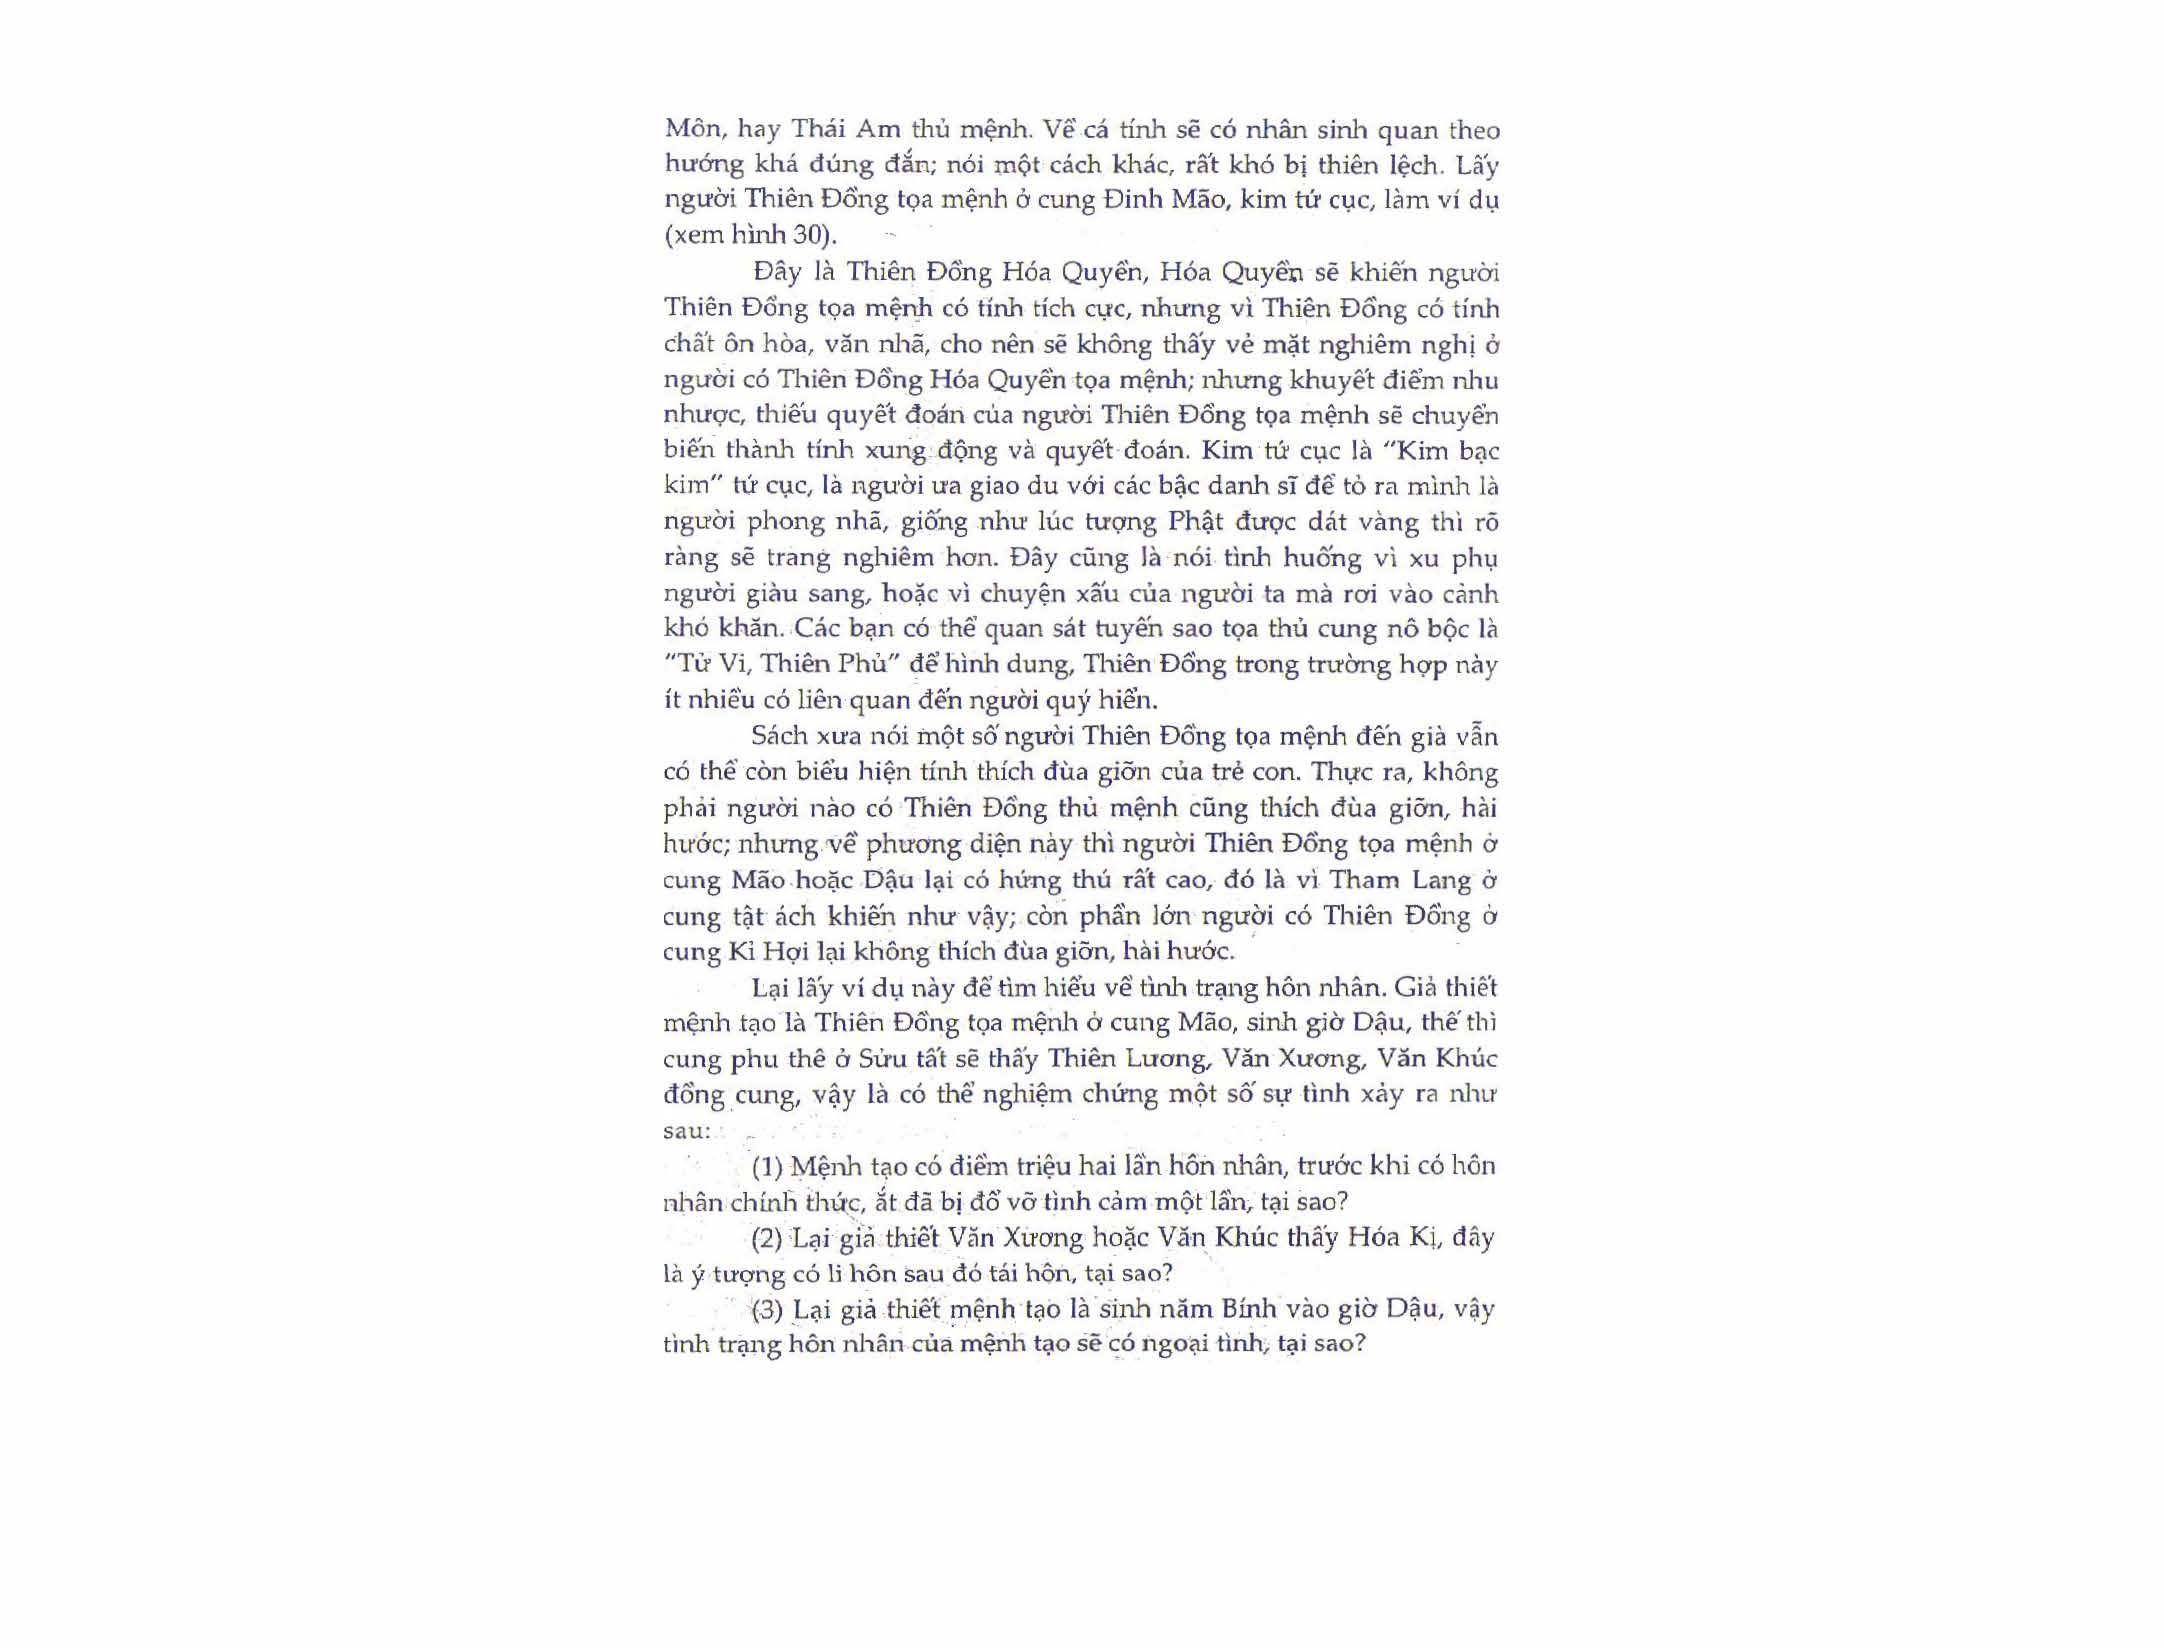 Môn, hay Thái Am thủ mệnh. Về cá tính sẽ có nhân sinh quan theo
hướng khá đúng đắn; nói một cách khác, rất khó bị thiên lệch. Lấy
người Thiên Đồng tọa mệnh ở cung Đinh Mão, kim tứ cục, làm ví dụ
(xem hình 30).
Đây là Thiên Đồng Hóa Quyền, Hóa Quyền sẽ khiến người
Thiên Đồng tọa mệnh có tính tích cực, nhưng vì Thiên Đồng có tính
chất ôn hòa, văn nhã, cho nên sẽ không thấy vẻ mặt nghiêm nghị ở
người có Thiên Đồng Hóa Quyền tọa mệnh; nhưng khuyết điểm nhu
nhược, thiếu quyết đoán của người Thiên Đồng tọa mệnh sẽ chuyển
biến thành tính xung động và quyết đoán. Kim tứ cục là "Kim bạc
kim" tứ cục, là người ưa giao du với các bậc danh sĩ để tỏ ra mình là
người phong nhã, giống như lúc tượng Phật được dát vàng thì rõ
ràng sẽ trang nghiêm hơn. Đây cũng là nói tình huống vì xu phụ
người giàu sang, hoặc vì chuyện xấu của người ta mà rơi vào cảnh
khó khăn. Các bạn có thể quan sát tuyến sao tọa thủ cung nô bộc là
"Tử Vi, Thiên Phủ" để hình dung, Thiên Đồng trong trường hợp này
ít nhiều có liên quan đến người quý hiển.
Sách xưa nói một số người Thiên Đồng tọa mệnh đến già vẫn
có thể còn biểu hiện tính thích đùa giỡn của trẻ con. Thực ra, không
phải người nào có Thiên Đồng thủ mệnh cũng thích đùa giỡn, hài
hước; nhưng về phương diện này thì người Thiên Đồng tọa mệnh ở
cung Mão hoặc Dậu lại có hứng thú rất cao, đó là vì Tham Lang ở
cung tật ách khiến như vậy; còn phần lớn người có Thiên Đồng ở
cung Kỉ Hợi lại không thích đùa giỡn, hài hước.
Lại lấy ví dụ này để tìm hiểu về tình trạng hôn nhân. Giả thiết
mệnh tạo là Thiên Đồng tọa mệnh ở cung Mão, sinh giờ Dậu, thế thì
cung phu thê ở Sửu tất sẽ thấy Thiên Lương, Văn Xương, Văn Khúc
đồng cung, vậy là có thể nghiệm chứng một số sự tình xảy ra như
sau:
(1) Mệnh tạo có điềm triệu hai lần hôn nhân, trước khi có hôn
nhân chính thức, ắt đã bị đổ vỡ tình cảm một lần, tại sao?
(2) Lại giả thiết Văn Xương hoặc Văn Khúc thấy Hóa Kị, đây
là ý tượng có li hôn sau đó tái hôn, tại sao?
(3) Lại giả thiết mệnh tạo là sinh năm Bính vào giờ Dậu, vậy
tình trạng hôn nhân của mệnh tạo sẽ có ngoại tình, tại sao?